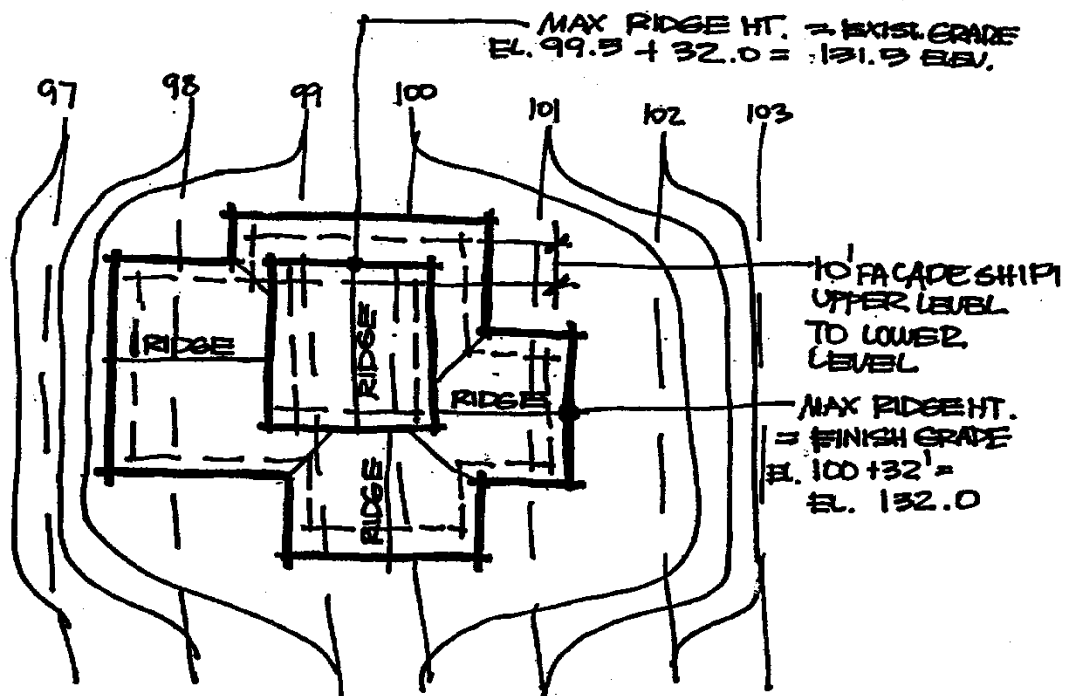 MAX RIDGE HT. = EXIST. GRADE
EL. 99.5 + 32.0 = 131.5 ELEV.
97
98
99
100
101
102
103
10' FACADE SHIFT
UPPER LEVEL
TO LOWER
LEVEL
RIDGE
RIDGE
RIDGE
RIDGE
MAX RIDGE HT.
= FINISH GRADE
EL. 100 + 32' =
EL. 132.0